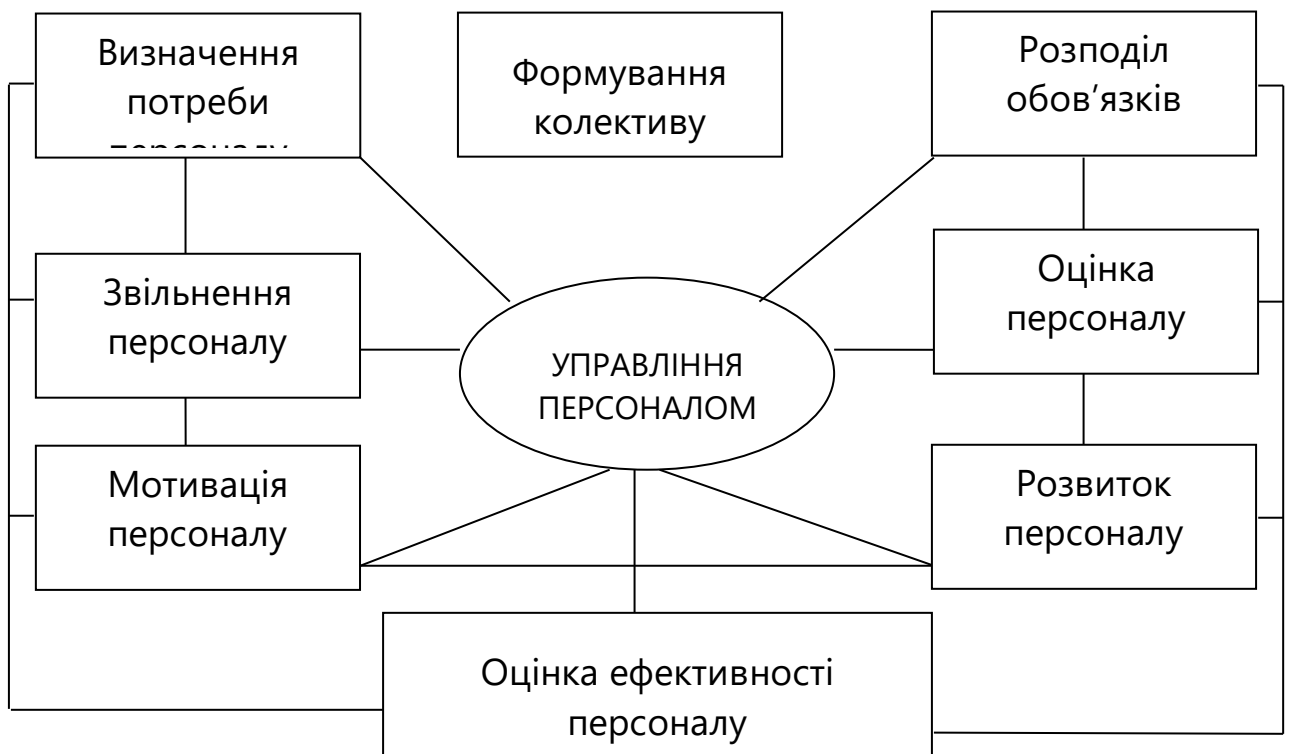 Визначення
потреби
персоналу
Формування
колективу
Розподіл
обов’язків
Звільнення
персоналу
Оцінка
персоналу
УПРАВЛІННЯ
ПЕРСОНАЛОМ
Мотивація
персоналу
Розвиток
персоналу
Оцінка ефективності
персоналу